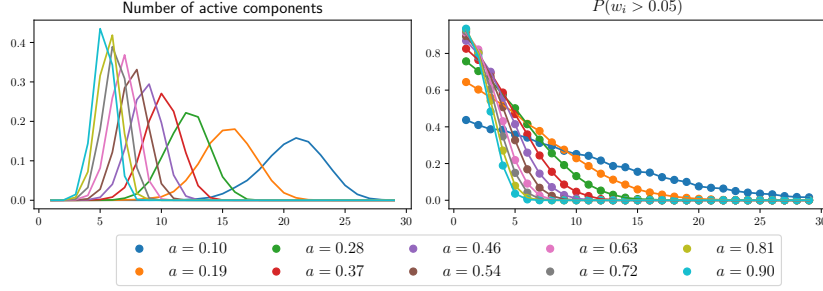 Number of active components
P(w_i > 0.05)
0.4
0.3
0.2
0.1
0.0
0 5 10 15 20 25 30
0.8
0.6
0.4
0.2
0.0
0 5 10 15 20 25 30
a = 0.10 a = 0.28 a = 0.46 a = 0.63 a = 0.81
a = 0.19 a = 0.37 a = 0.54 a = 0.72 a = 0.90